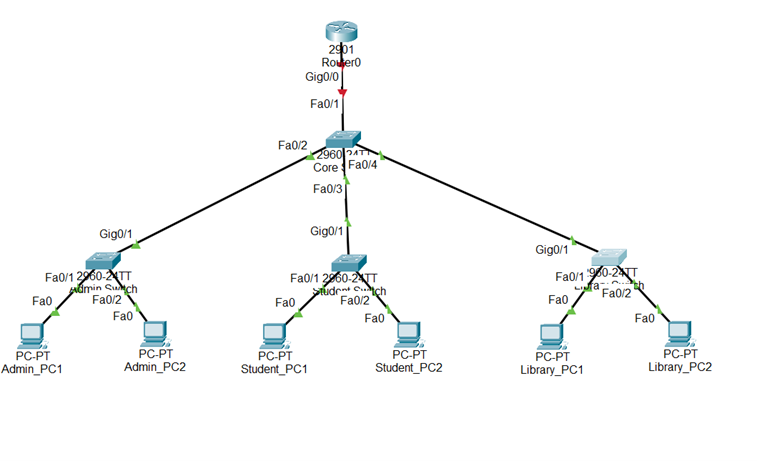 2901
Router0
Gig0/0
Fa0/1
Fa0/2
2960-24TT
Core
Fa0/4
Fa0/3
Gig0/1
Gig0/1
Gig0/1
Fa0/1
2960-24TT
Admin Switch
Fa0/2
Fa0
Fa0
Fa0/1
2960-24TT
Student Switch
Fa0/2
Fa0
Fa0
Fa0/1
2960-24TT
Library Switch
Fa0/2
Fa0
Fa0
PC-PT
Admin_PC1
PC-PT
Admin_PC2
PC-PT
Student_PC1
PC-PT
Student_PC2
PC-PT
Library_PC1
PC-PT
Library_PC2